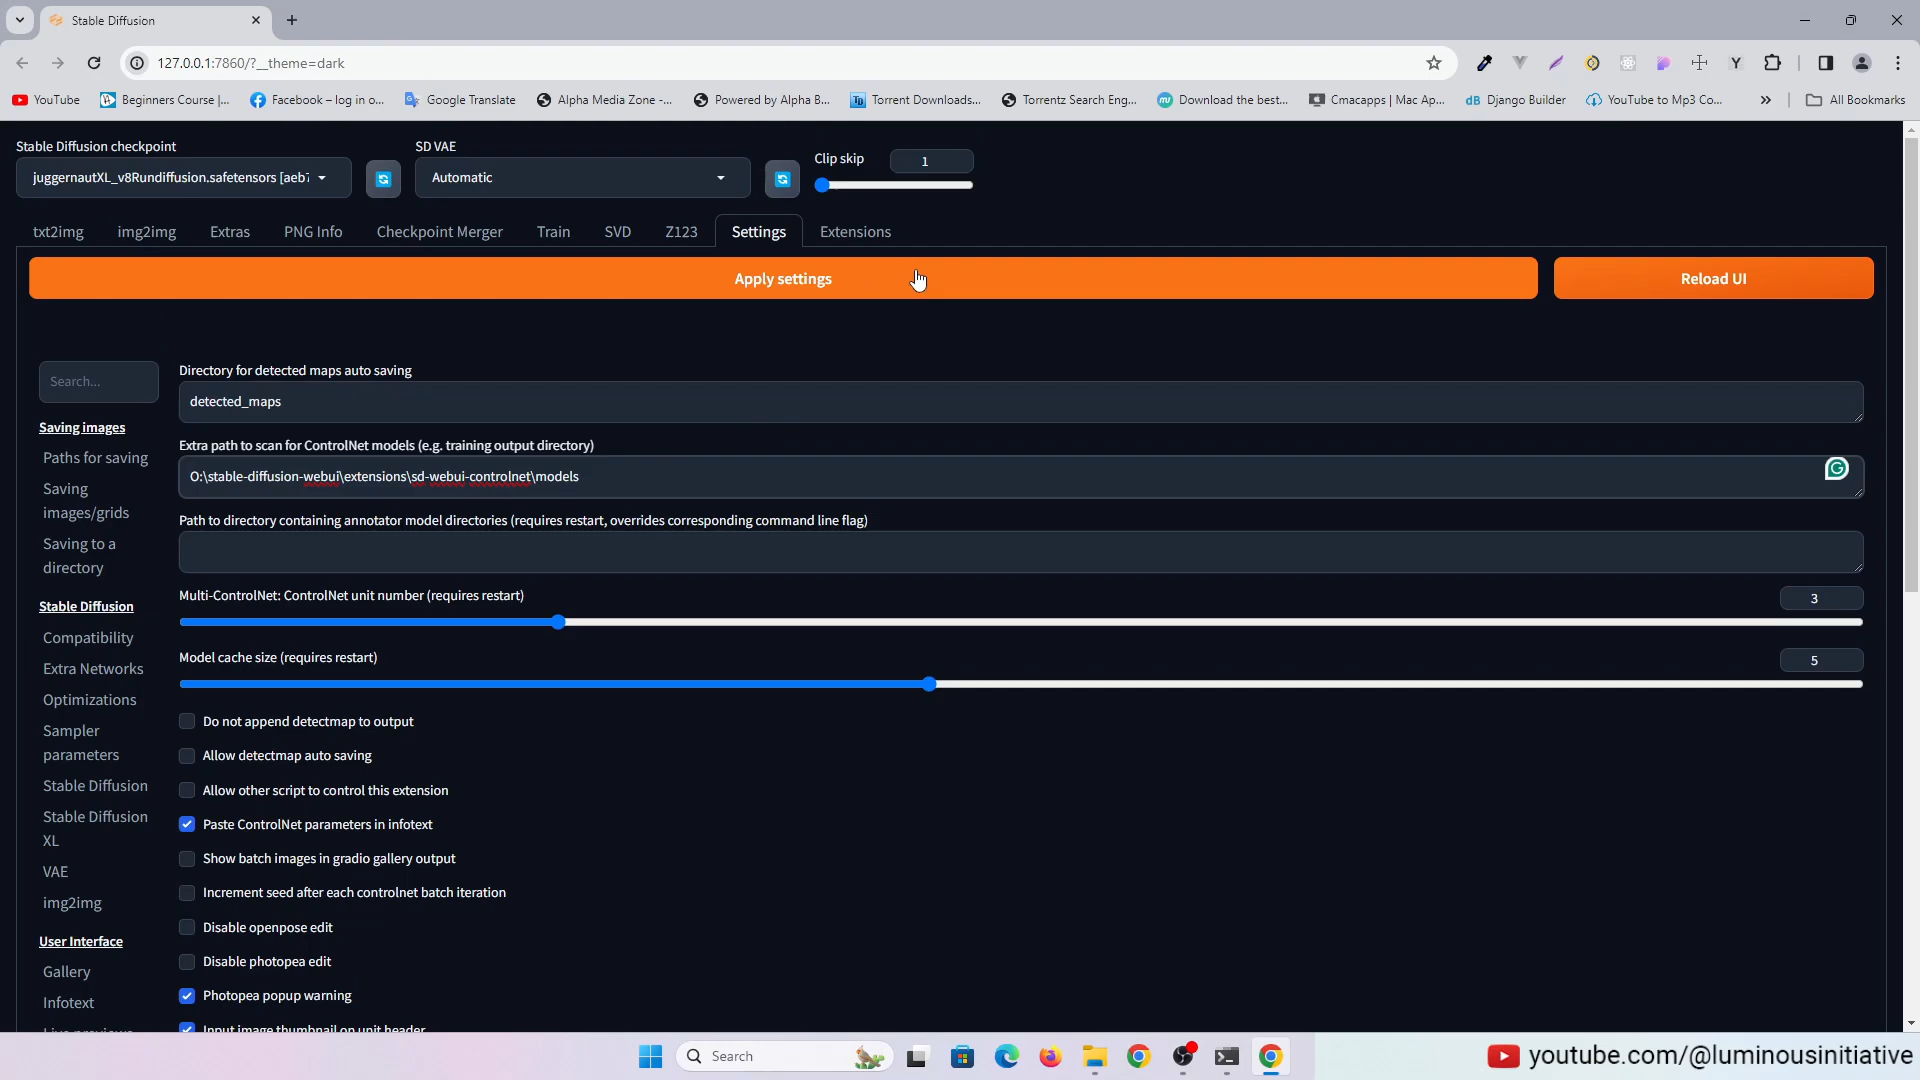 Stable Diffusion
127.0.0.1:7860/?__theme=dark
YouTube
Beginners Course |...
Facebook – log in o...
Google Translate
Alpha Media Zone -...
Powered by Alpha B...
Torrent Downloads...
Torrentz Search Eng...
Download the best...
Cmacapps | Mac Ap...
Django Builder
YouTube to Mp3 Co...
All Bookmarks
Stable Diffusion checkpoint
juggernautXL_v8Rundiffusion.safetensors [aeb7
SD VAE
Automatic
Clip skip
1
txt2img
img2img
Extras
PNG Info
Checkpoint Merger
Train
SVD
Z123
Settings
Extensions
Apply settings
Reload UI
Search...
Saving images
Paths for saving
Saving
images/grids
Saving to a
directory
Stable Diffusion
Compatibility
Extra Networks
Optimizations
Sampler
parameters
Stable Diffusion
Stable Diffusion
XL
VAE
img2img
User Interface
Gallery
Infotext
Live previews
Directory for detected maps auto saving
detected_maps
Extra path to scan for ControlNet models (e.g. training output directory)
O:\stable-diffusion-webui\extensions\sd-webui-controlnet\models
Path to directory containing annotator model directories (requires restart, overrides corresponding command line flag)
Multi-ControlNet: ControlNet unit number (requires restart)
3
Model cache size (requires restart)
5
Do not append detectmap to output
Allow detectmap auto saving
Allow other script to control this extension
Paste ControlNet parameters in infotext
Show batch images in gradio gallery output
Increment seed after each controlnet batch iteration
Disable openpose edit
Disable photopea edit
Photopea popup warning
Input image thumbnail on unit header
Search
youtube.com/@luminousinitiative